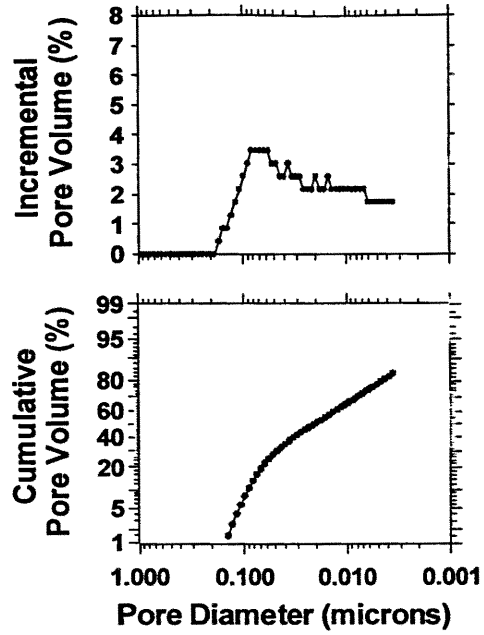 Incremental
Pore Volume (%)
8
7
6
5
4
3
2
1
0
Cumulative
Pore Volume (%)
99
95
80
60
40
20
5
1
1.000 0.100 0.010 0.001
Pore Diameter (microns)